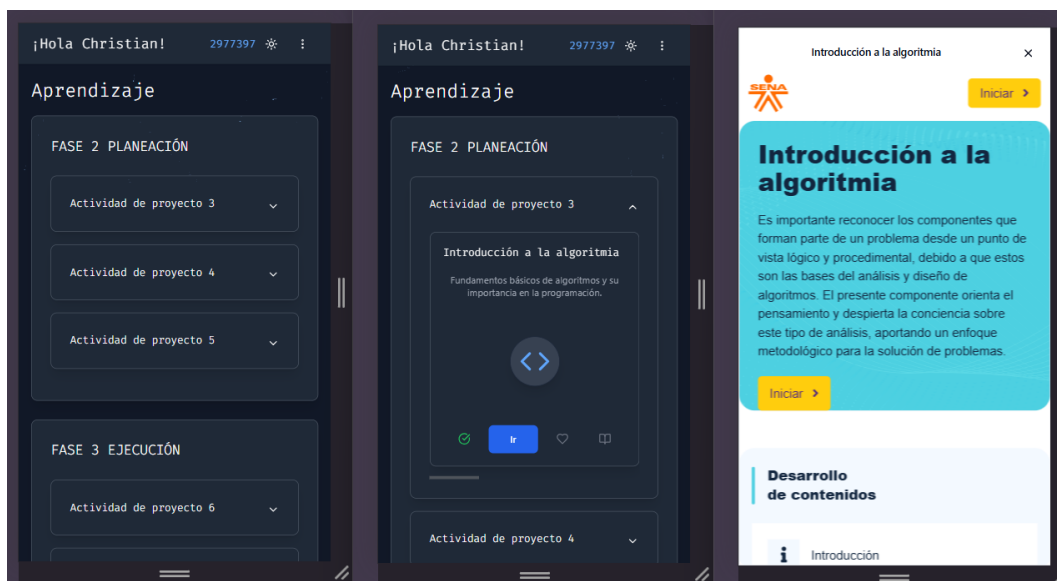 ¡Hola Christian! 2977397
Aprendizaje
FASE 2 PLANEACIÓN
Actividad de proyecto 3
Actividad de proyecto 4
Actividad de proyecto 5
FASE 3 EJECUCIÓN
Actividad de proyecto 6
¡Hola Christian! 2977397
Aprendizaje
FASE 2 PLANEACIÓN
Actividad de proyecto 3
Introducción a la algoritmia
Fundamentos básicos de algoritmos y su
importancia en la programación.
Ir
Actividad de proyecto 4
Introducción a la algoritmia
SENA
Iniciar
Introducción a la
algoritmia
Es importante reconocer los componentes que
forman parte de un problema desde un punto de
vista lógico y procedimental, debido a que estos
son las bases del análisis y diseño de
algoritmos. El presente componente orienta el
pensamiento y despierta la conciencia sobre
este tipo de análisis, aportando un enfoque
metodológico para la solución de problemas.
Iniciar
Desarrollo
de contenidos
Introducción